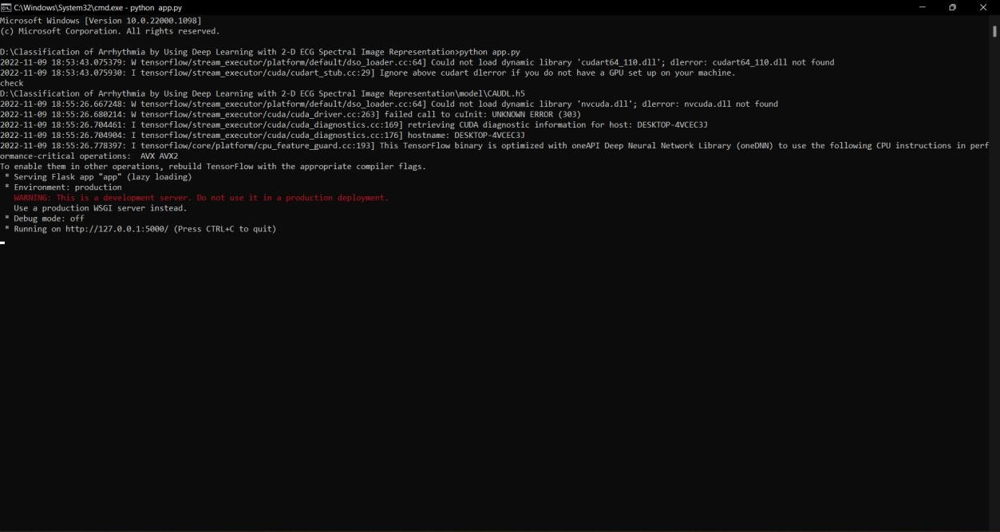 C:\Windows\System32\cmd.exe - python app.py
Microsoft Windows [Version 10.0.22000.1098]
(c) Microsoft Corporation. All rights reserved.
D:\Classification of Arrhythmia by Using Deep Learning with 2-D ECG Spectral Image Representation>python app.py
2022-11-09 18:53:43.075379: W tensorflow/stream_executor/platform/default/dso_loader.cc:64] Could not load dynamic library 'cudart64_110.dll'; dlerror: cudart64_110.dll not found
2022-11-09 18:53:43.075930: I tensorflow/stream_executor/cuda/cudart_stub.cc:29] Ignore above cudart dlerror if you do not have a GPU set up on your machine.
check
D:\Classification of Arrhythmia by Using Deep Learning with 2-D ECG Spectral Image Representation\model\CAUDL.h5
2022-11-09 18:55:26.667248: W tensorflow/stream_executor/platform/default/dso_loader.cc:64] Could not load dynamic library 'nvcuda.dll'; dlerror: nvcuda.dll not found
2022-11-09 18:55:26.680214: W tensorflow/stream_executor/cuda/cuda_driver.cc:263] failed call to cuInit: UNKNOWN ERROR (303)
2022-11-09 18:55:26.704461: I tensorflow/stream_executor/cuda/cuda_diagnostics.cc:169] retrieving CUDA diagnostic information for host: DESKTOP-4VCEC3J
2022-11-09 18:55:26.704904: I tensorflow/stream_executor/cuda/cuda_diagnostics.cc:176] hostname: DESKTOP-4VCEC3J
2022-11-09 18:55:26.778397: I tensorflow/core/platform/cpu_feature_guard.cc:193] This TensorFlow binary is optimized with oneAPI Deep Neural Network Library (oneDNN) to use the following CPU instructions in perf
ormance-critical operations:  AVX AVX2
To enable them in other operations, rebuild TensorFlow with the appropriate compiler flags.
 * Serving Flask app "app" (lazy loading)
 * Environment: production
   WARNING: This is a development server. Do not use it in a production deployment.
   Use a production WSGI server instead.
 * Debug mode: off
 * Running on http://127.0.0.1:5000/ (Press CTRL+C to quit)